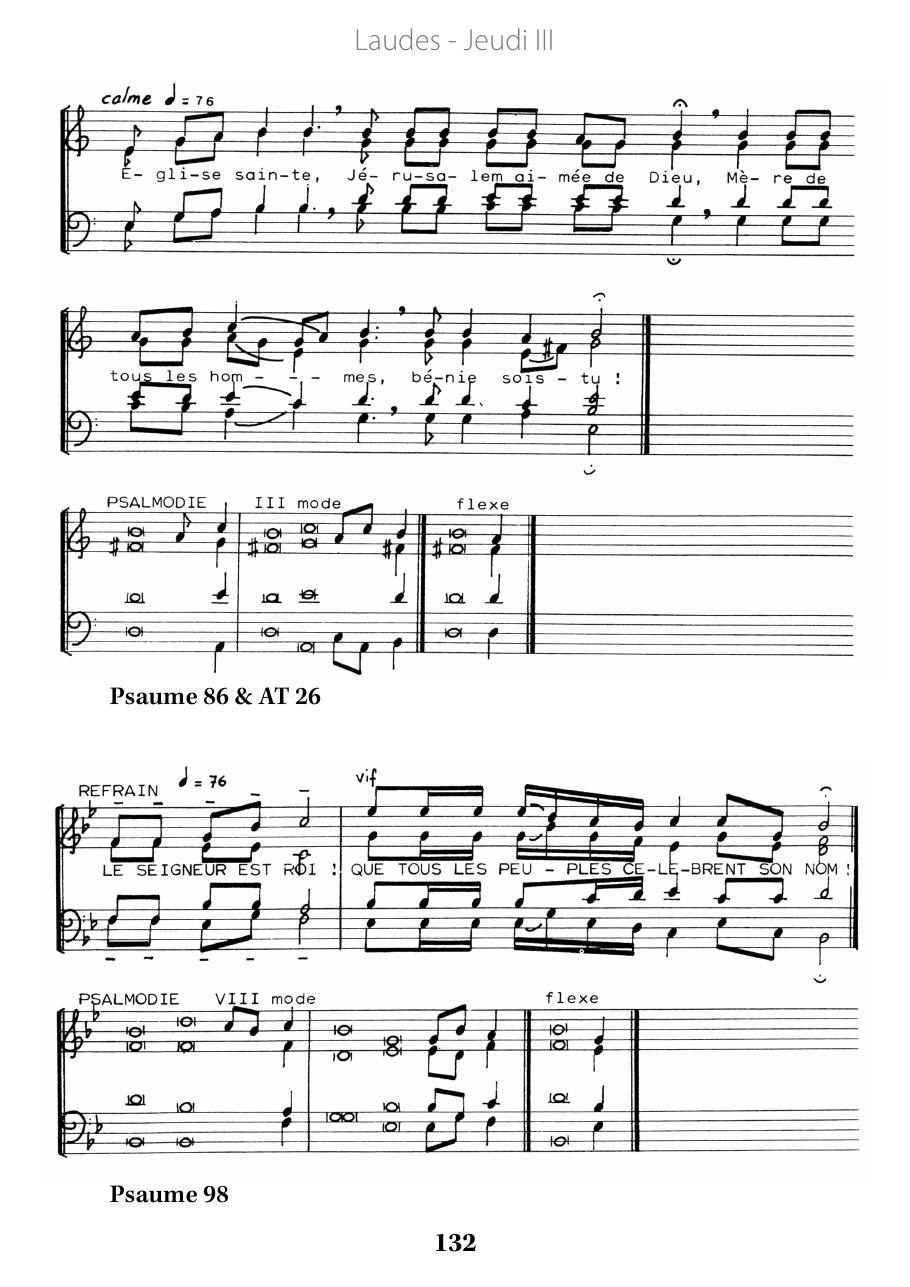 Laudes - Jeudi III
calme ♩ = 76
É- gli-se sain-te, Jé- ru-sa- lem ai-mée de Dieu, Mè- re de
tous les hom - - - mes, bé-nie sois - tu !
PSALMODIE III mode flexe
Psaume 86 & AT 26
REFRAIN ♩ = 76 vif
LE SEIGNEUR EST ROI ! QUE TOUS LES PEU - PLES CE-LE-BRENT SON NOM !
PSALMODIE VIII mode flexe
Psaume 98
132